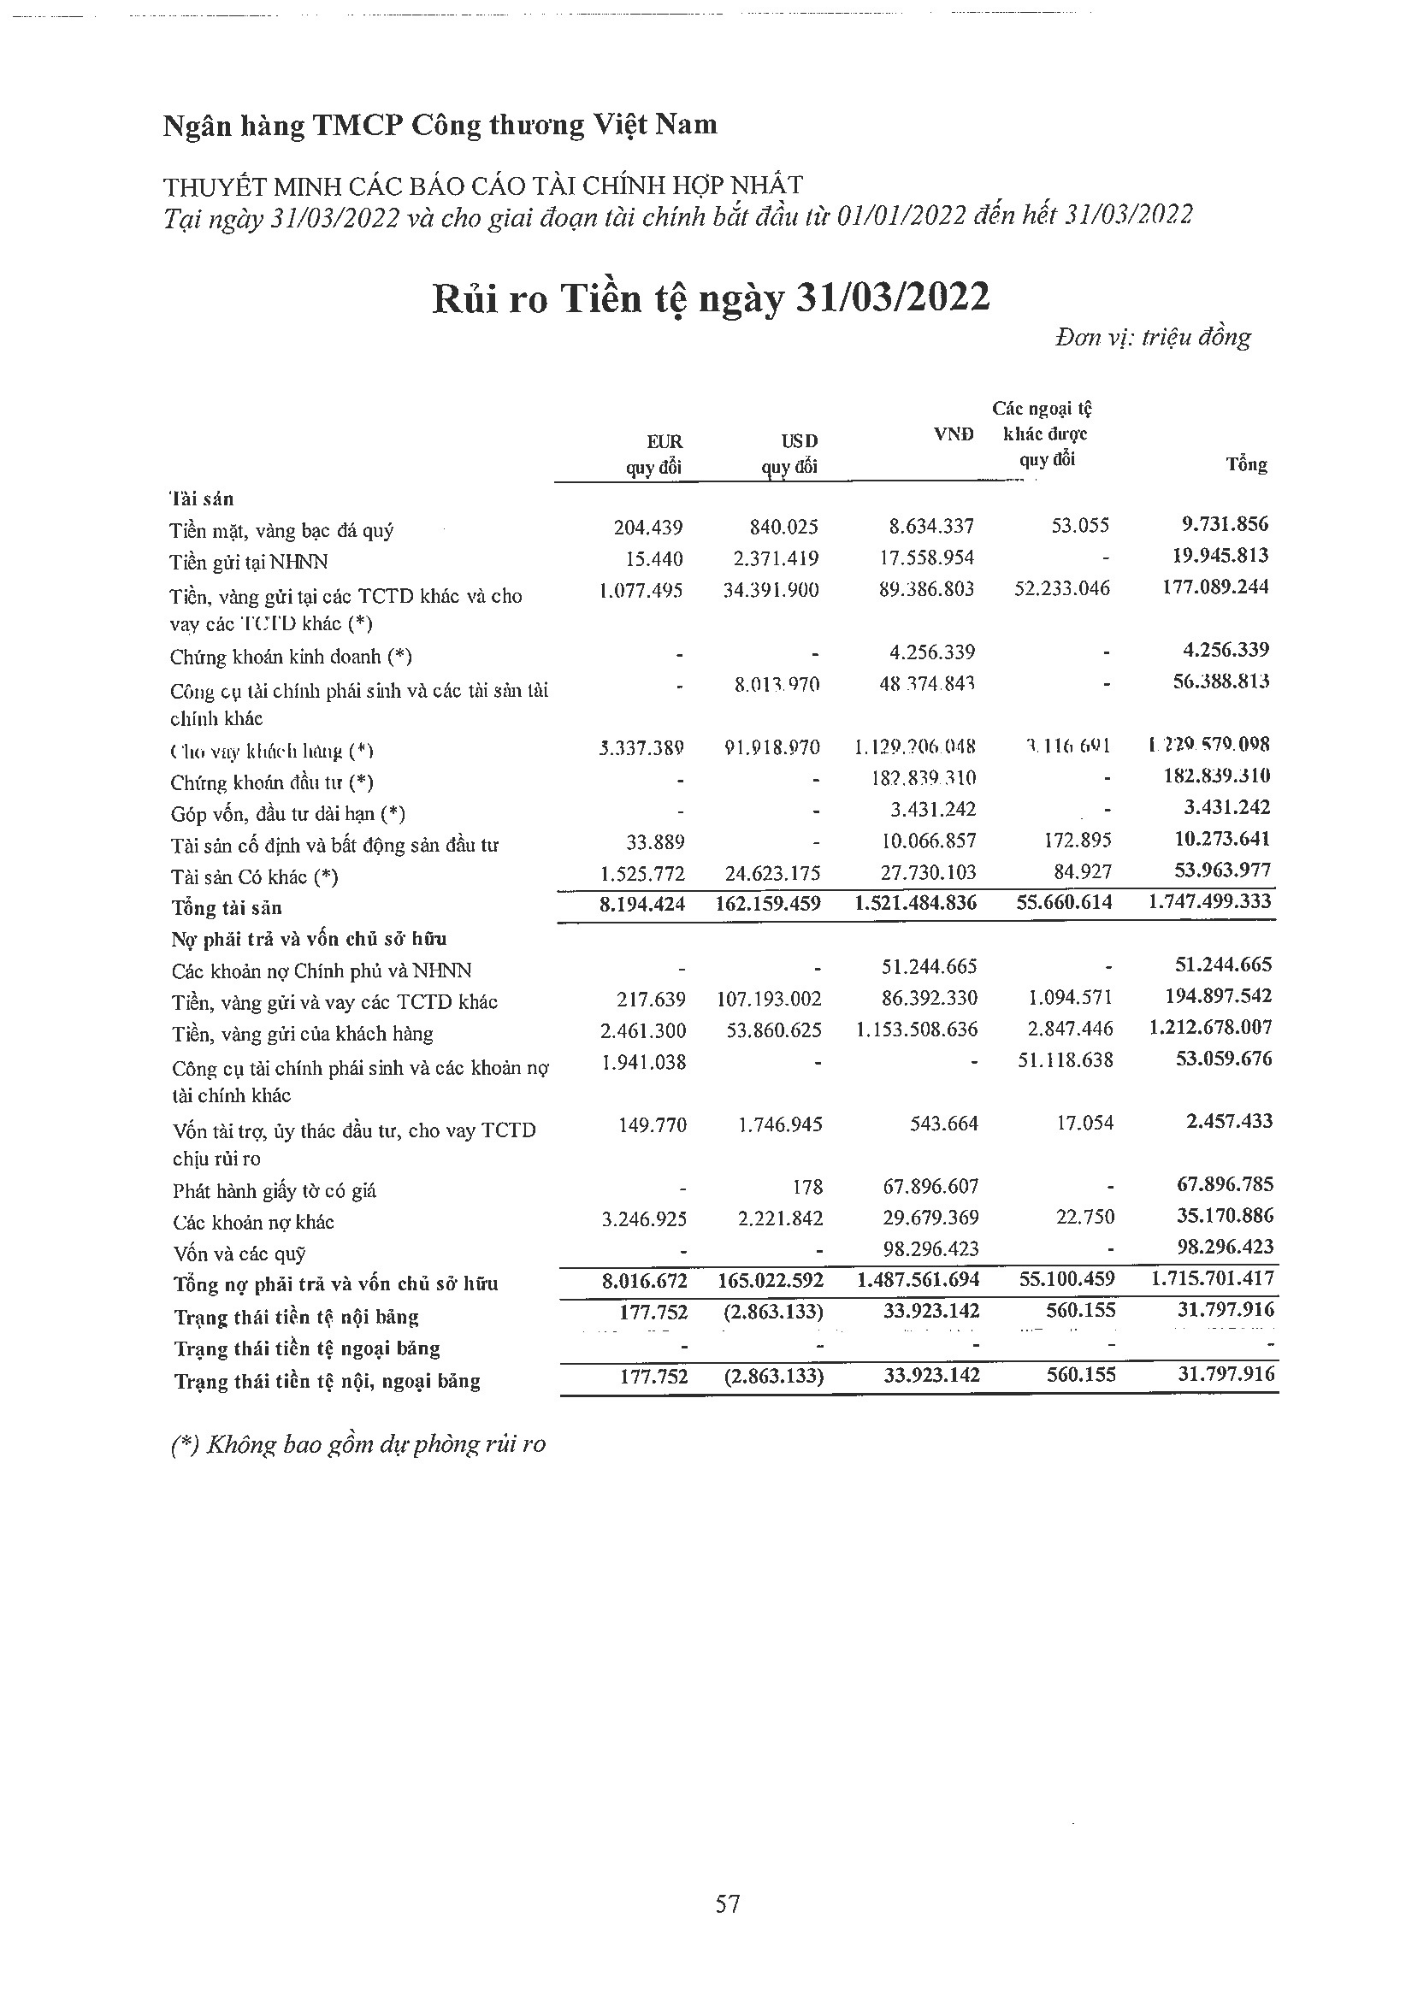 Ngân hàng TMCP Công thương Việt Nam
THUYẾT MINH CÁC BÁO CÁO TÀI CHÍNH HỢP NHẤT
Tại ngày 31/03/2022 và cho giai đoạn tài chính bắt đầu từ 01/01/2022 đến hết 31/03/2022
Rủi ro Tiền tệ ngày 31/03/2022
Đơn vị: triệu đồng
EUR quy đổi USD quy đổi VNĐ Các ngoại tệ khác được quy đổi Tổng
Tài sản
Tiền mặt, vàng bạc đá quý 204.439 840.025 8.634.337 53.055 9.731.856
Tiền gửi tại NHNN 15.440 2.371.419 17.558.954 - 19.945.813
Tiền, vàng gửi tại các TCTD khác và cho 1.077.495 34.391.900 89.386.803 52.233.046 177.089.244
vay các TCTD khác (*)
Chứng khoán kinh doanh (*) - - 4.256.339 - 4.256.339
Công cụ tài chính phái sinh và các tài sản tài - 8.013.970 48.374.843 - 56.388.813
chính khác
Cho vay khách hàng (*) 3.337.389 91.918.970 1.129.206.048 3.116.691 1.229.579.098
Chứng khoán đầu tư (*) - - 182.839.310 - 182.839.310
Góp vốn, đầu tư dài hạn (*) - - 3.431.242 - 3.431.242
Tài sản cố định và bất động sản đầu tư 33.889 - 10.066.857 172.895 10.273.641
Tài sản Có khác (*) 1.525.772 24.623.175 27.730.103 84.927 53.963.977
Tổng tài sản 8.194.424 162.159.459 1.521.484.836 55.660.614 1.747.499.333
Nợ phải trả và vốn chủ sở hữu
Các khoản nợ Chính phủ và NHNN - - 51.244.665 - 51.244.665
Tiền, vàng gửi và vay các TCTD khác 217.639 107.193.002 86.392.330 1.094.571 194.897.542
Tiền, vàng gửi của khách hàng 2.461.300 53.860.625 1.153.508.636 2.847.446 1.212.678.007
Công cụ tài chính phái sinh và các khoản nợ 1.941.038 - - 51.118.638 53.059.676
tài chính khác
Vốn tài trợ, ủy thác đầu tư, cho vay TCTD 149.770 1.746.945 543.664 17.054 2.457.433
chịu rủi ro
Phát hành giấy tờ có giá - 178 67.896.607 - 67.896.785
Các khoản nợ khác 3.246.925 2.221.842 29.679.369 22.750 35.170.886
Vốn và các quỹ - - 98.296.423 - 98.296.423
Tổng nợ phải trả và vốn chủ sở hữu 8.016.672 165.022.592 1.487.561.694 55.100.459 1.715.701.417
Trạng thái tiền tệ nội bảng 177.752 (2.863.133) 33.923.142 560.155 31.797.916
Trạng thái tiền tệ ngoại bảng - - - - -
Trạng thái tiền tệ nội, ngoại bảng 177.752 (2.863.133) 33.923.142 560.155 31.797.916
(*) Không bao gồm dự phòng rủi ro
57